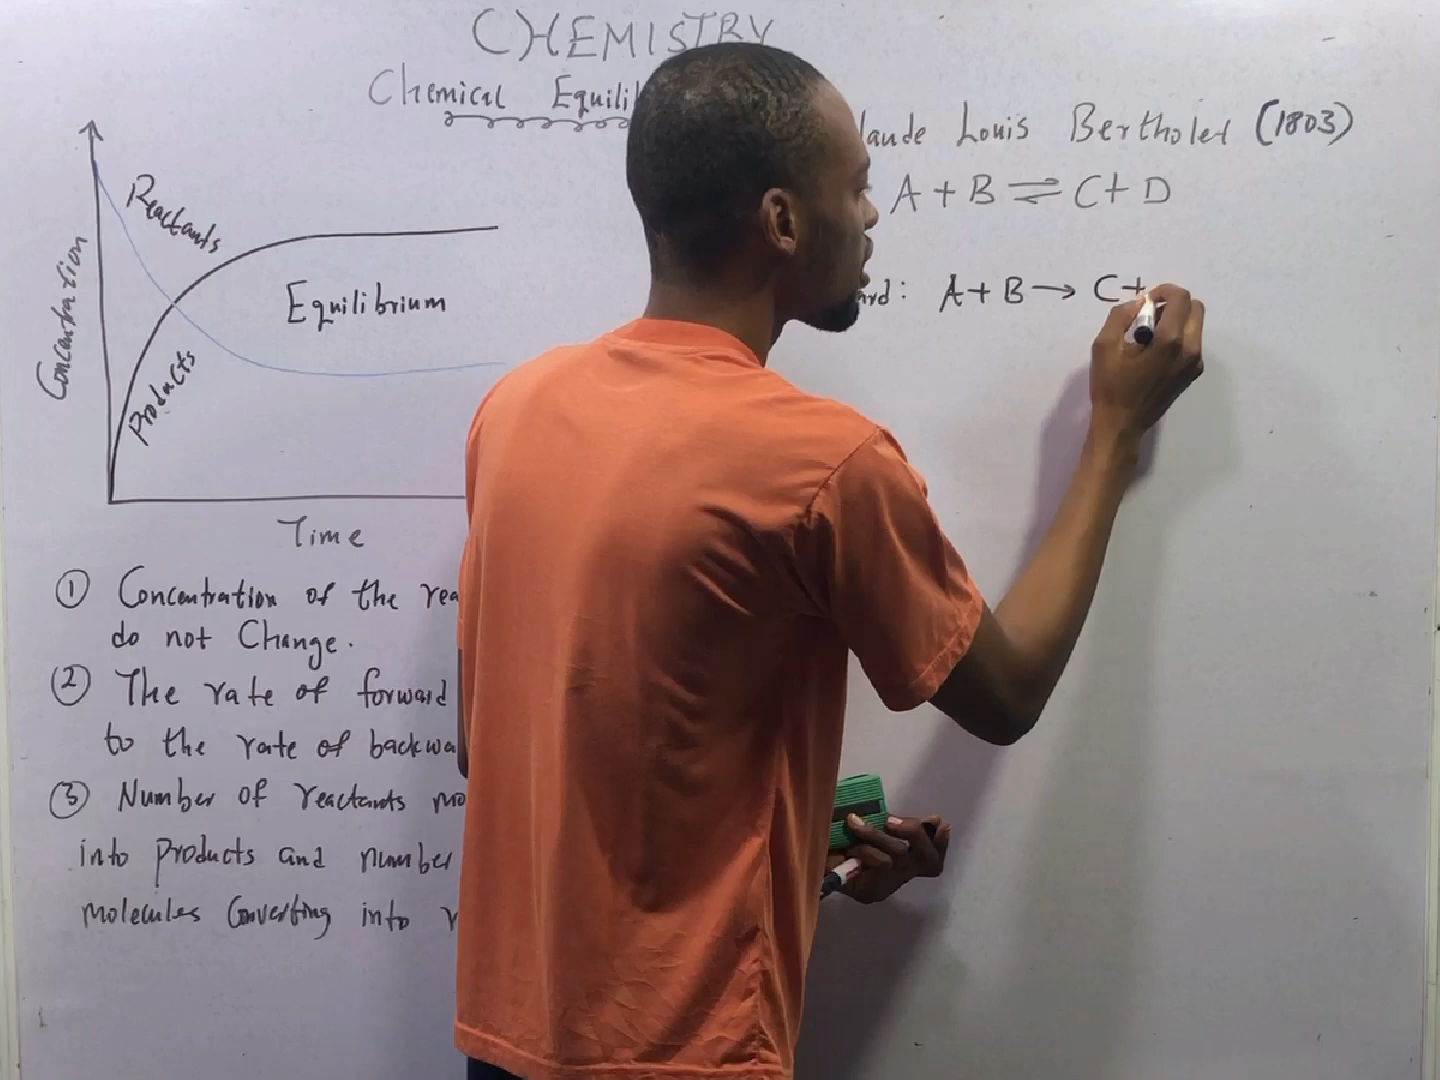 CHEMISTRY
Chemical Equili
laude Louis Berthollet (1803)
A + B ⇌ C + D
ard: A + B → C +
Concentration
Reactants
Equilibrium
Products
Time
① Concentration of the rea
do not Change.
② The rate of forward
to the rate of backwa
③ Number of reactants mo
into products and number
molecules Converting into r